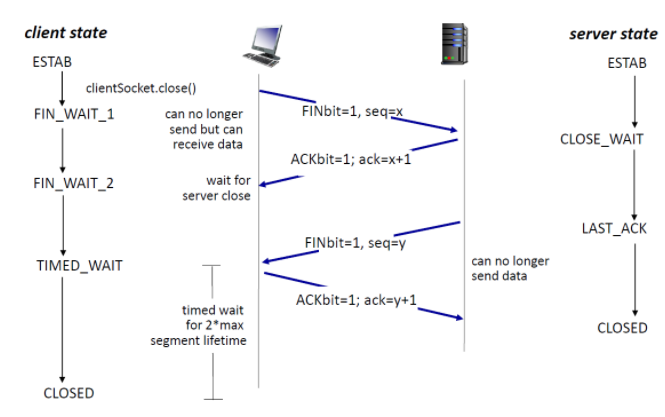 client state
server state
ESTAB
ESTAB
clientSocket.close()
FINbit=1, seq=x
FIN_WAIT_1
can no longer
send but can
receive data
CLOSE_WAIT
ACKbit=1; ack=x+1
FIN_WAIT_2
wait for
server close
LAST_ACK
FINbit=1, seq=y
TIMED_WAIT
can no longer
send data
ACKbit=1; ack=y+1
timed wait
for 2*max
segment lifetime
CLOSED
CLOSED